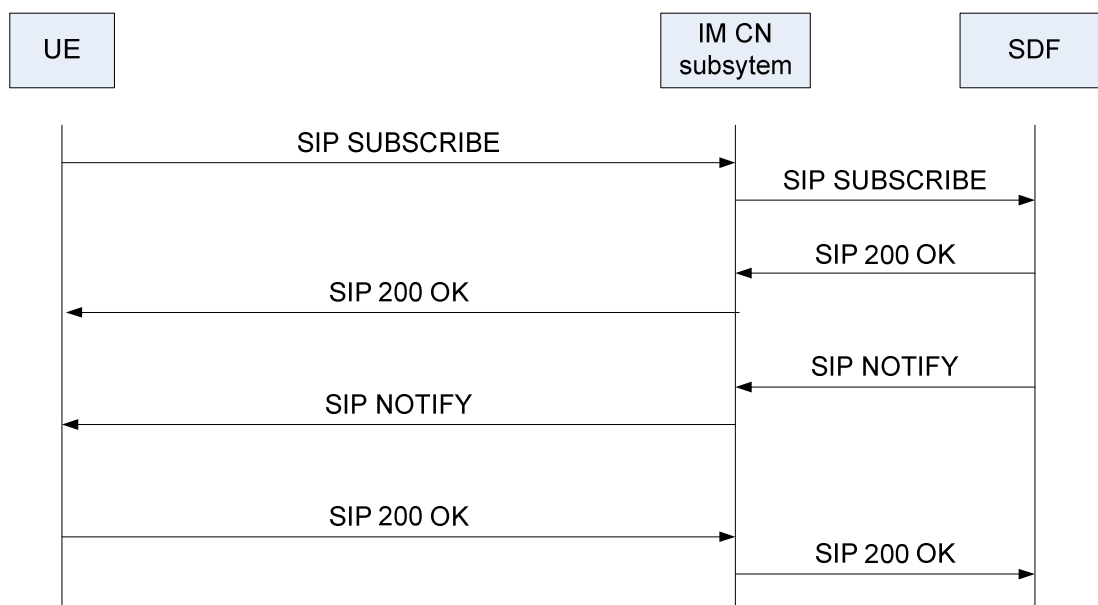 UE
IM CN
subsytem
SDF
SIP SUBSCRIBE
SIP SUBSCRIBE
SIP 200 OK
SIP 200 OK
SIP NOTIFY
SIP NOTIFY
SIP 200 OK
SIP 200 OK